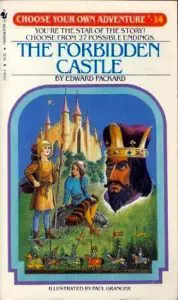 CHOOSE YOUR OWN ADVENTURE® · 14
YOU'RE THE STAR OF THE STORY!
CHOOSE FROM 27 POSSIBLE ENDINGS.
THE FORBIDDEN
CASTLE
BY EDWARD PACKARD
ILLUSTRATED BY PAUL GRANGER